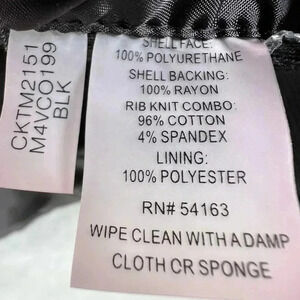 CKTM2151
M4VCO199
BLK
SHELL FACE:
100% POLYURETHANE
SHELL BACKING:
100% RAYON
RIB KNIT COMBO:
96% COTTON
4% SPANDEX
LINING:
100% POLYESTER
RN# 54163
WIPE CLEAN WITH A DAMP
CLOTH OR SPONGE